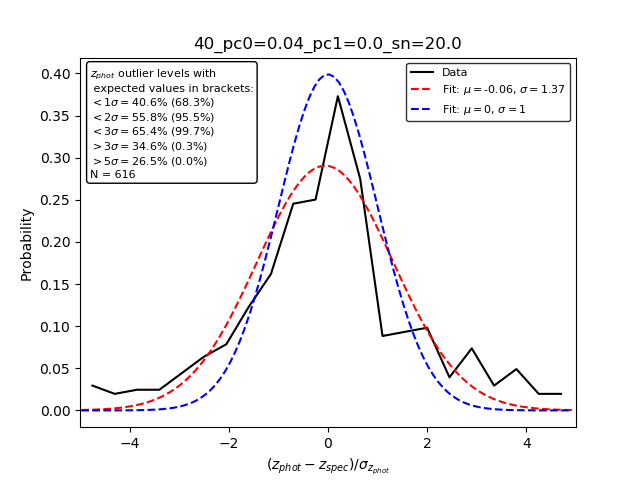 40_pc0=0.04_pc1=0.0_sn=20.0
z_phot outlier levels with
expected values in brackets:
<1σ = 40.6% (68.3%)
<2σ = 55.8% (95.5%)
<3σ = 65.4% (99.7%)
>3σ = 34.6% (0.3%)
>5σ = 26.5% (0.0%)
N = 616
Data
Fit: μ = -0.06, σ = 1.37
Fit: μ = 0, σ = 1
0.40
0.35
0.30
0.25
0.20
0.15
0.10
0.05
0.00
Probability
−4
−2
0
2
4
(z_phot − z_spec)/σ_z_phot